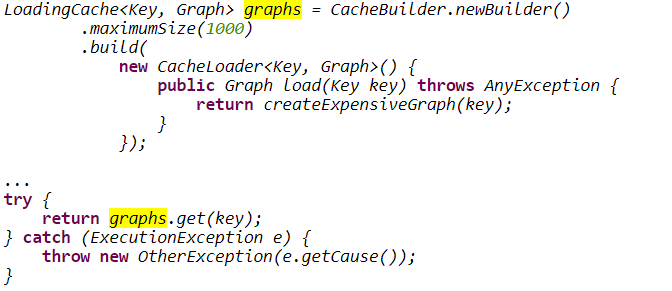 LoadingCache<Key, Graph> graphs = CacheBuilder.newBuilder()
        .maximumSize(1000)
        .build(
            new CacheLoader<Key, Graph>() {
                public Graph load(Key key) throws AnyException {
                    return createExpensiveGraph(key);
                }
            });
...
try {
    return graphs.get(key);
} catch (ExecutionException e) {
    throw new OtherException(e.getCause());
}